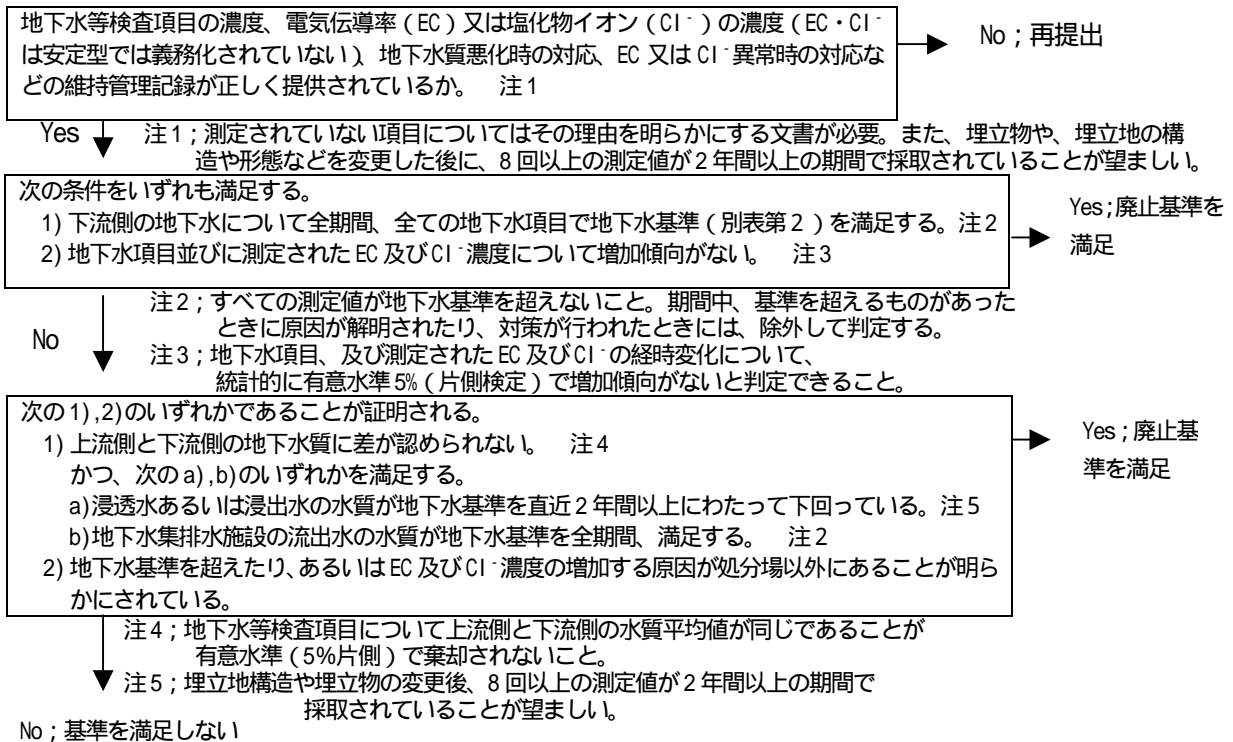 地下水等検査項目の濃度、電気伝導率（EC）又は塩化物イオン（Cl⁻）の濃度（EC・Cl⁻
は安定型では義務化されていない）、地下水質悪化時の対応、EC 又は Cl⁻異常時の対応な
どの維持管理記録が正しく提供されているか。　注1
No；再提出
Yes
注1；測定されていない項目についてはその理由を明らかにする文書が必要。また、埋立物や、埋立地の構
造や形態などを変更した後に、8回以上の測定値が2年間以上の期間で採取されていることが望ましい。
次の条件をいずれも満足する。
1) 下流側の地下水について全期間、全ての地下水項目で地下水基準（別表第2）を満足する。注2
2) 地下水項目並びに測定された EC 及び Cl⁻濃度について増加傾向がない。　注3
Yes；廃止基準を
満足
No
注2；すべての測定値が地下水基準を超えないこと。期間中、基準を超えるものがあった
ときに原因が解明されたり、対策が行われたときには、除外して判定する。
注3；地下水項目、及び測定された EC 及び Cl⁻の経時変化について、
統計的に有意水準 5%（片側検定）で増加傾向がないと判定できること。
次の1),2)のいずれかであることが証明される。
1) 上流側と下流側の地下水質に差が認められない。　注4
かつ、次の a),b)のいずれかを満足する。
a)浸透水あるいは浸出水の水質が地下水基準を直近2年間以上にわたって下回っている。注5
b)地下水集排水施設の流出水の水質が地下水基準を全期間、満足する。　注2
2) 地下水基準を超えたり、あるいは EC 及び Cl⁻濃度の増加する原因が処分場以外にあることが明ら
かにされている。
Yes；廃止基
準を満足
注4；地下水等検査項目について上流側と下流側の水質平均値が同じであることが
有意水準（5%片側）で棄却されないこと。
注5；埋立地構造や埋立物の変更後、8回以上の測定値が2年間以上の期間で
採取されていることが望ましい。
No；基準を満足しない